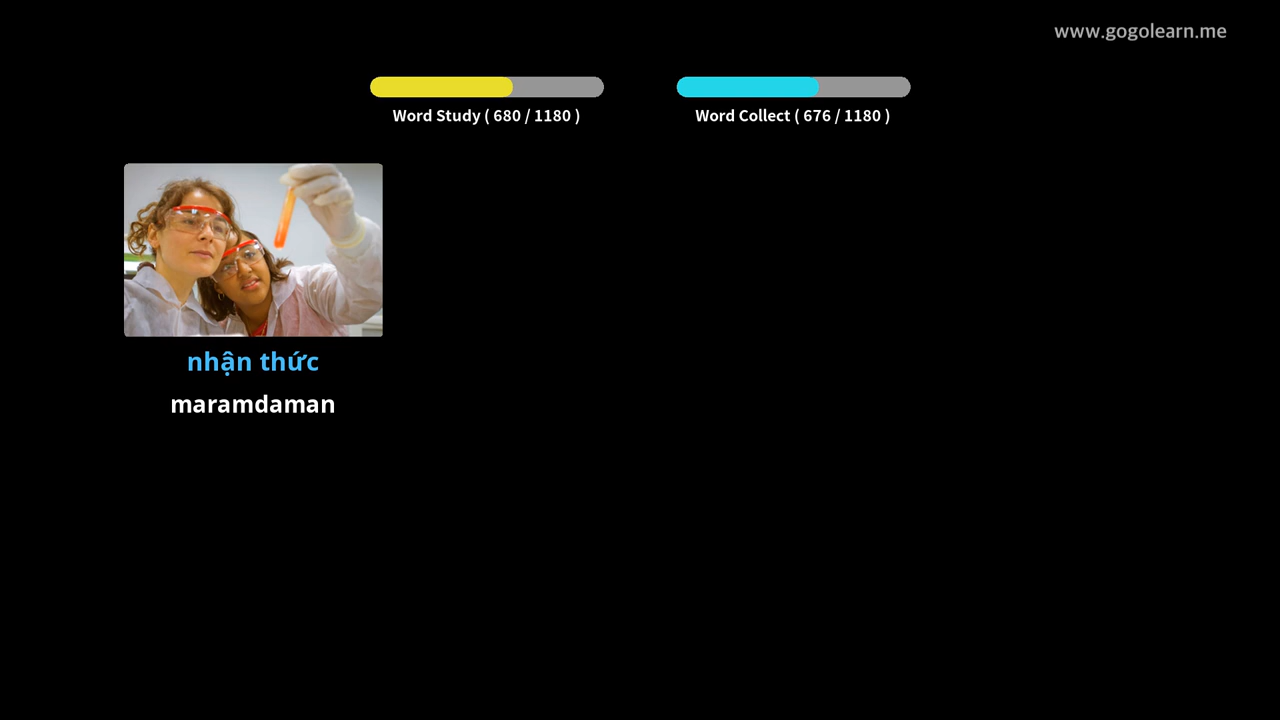 www.gogolearn.me
Word Study ( 680 / 1180 )
Word Collect ( 676 / 1180 )
nhận thức
maramdaman